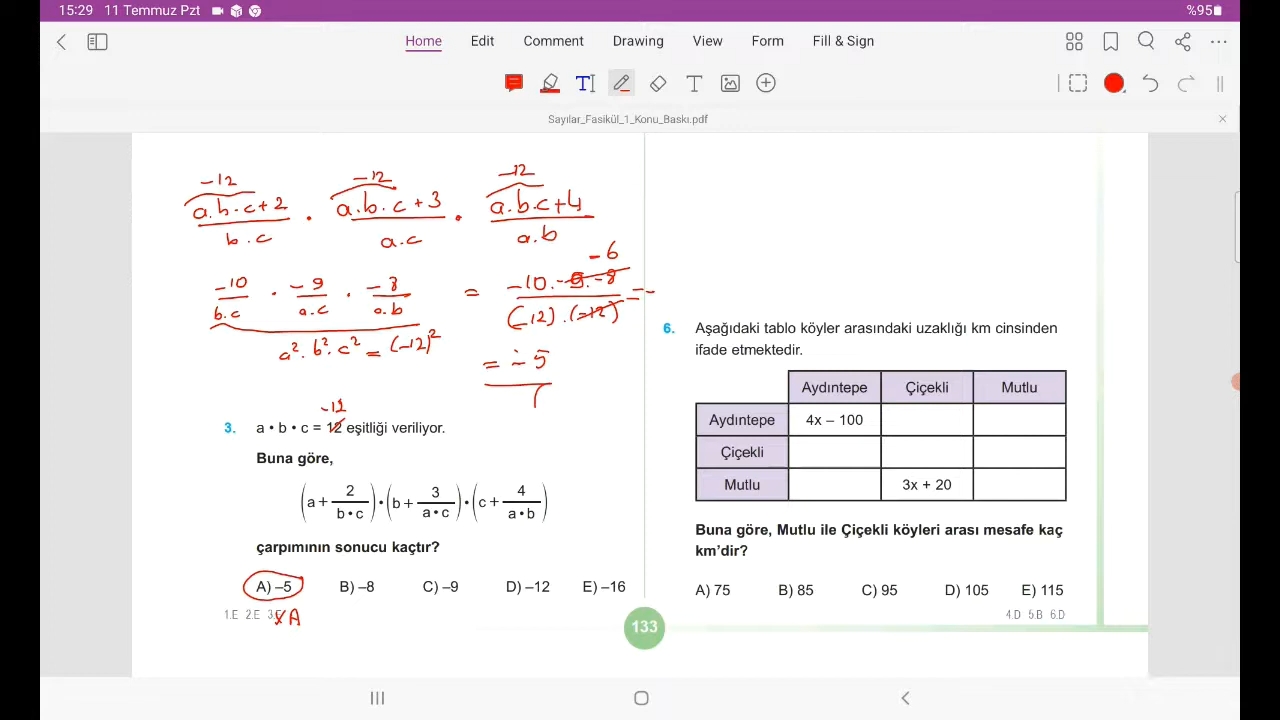 15:29 11 Temmuz Pzt %95
Home Edit Comment Drawing View Form Fill & Sign
Sayılar_Fasikül_1_Konu_Baskı.pdf
-12 -12 -12
a.b.c+2 / b.c . a.b.c+3 / a.c . a.b.c+4 / a.b
-10 / b.c . -9 / a.c . -8 / a.b = -10.-9.-8 / (-12).(-12) = -
-6
a².b².c² = (-12)²
= -5
-12
3. a • b • c = 12 eşitliği veriliyor.
Buna göre,
(a + 2 / b • c) • (b + 3 / a • c) • (c + 4 / a • b)
çarpımının sonucu kaçtır?
A) –5 B) –8 C) –9 D) –12 E) –16
1.E 2.E 3.E A
133
6. Aşağıdaki tablo köyler arasındaki uzaklığı km cinsinden
ifade etmektedir.
Aydıntepe Çiçekli Mutlu
Aydıntepe 4x – 100
Çiçekli
Mutlu 3x + 20
Buna göre, Mutlu ile Çiçekli köyleri arası mesafe kaç
km'dir?
A) 75 B) 85 C) 95 D) 105 E) 115
4.D 5.B 6.D